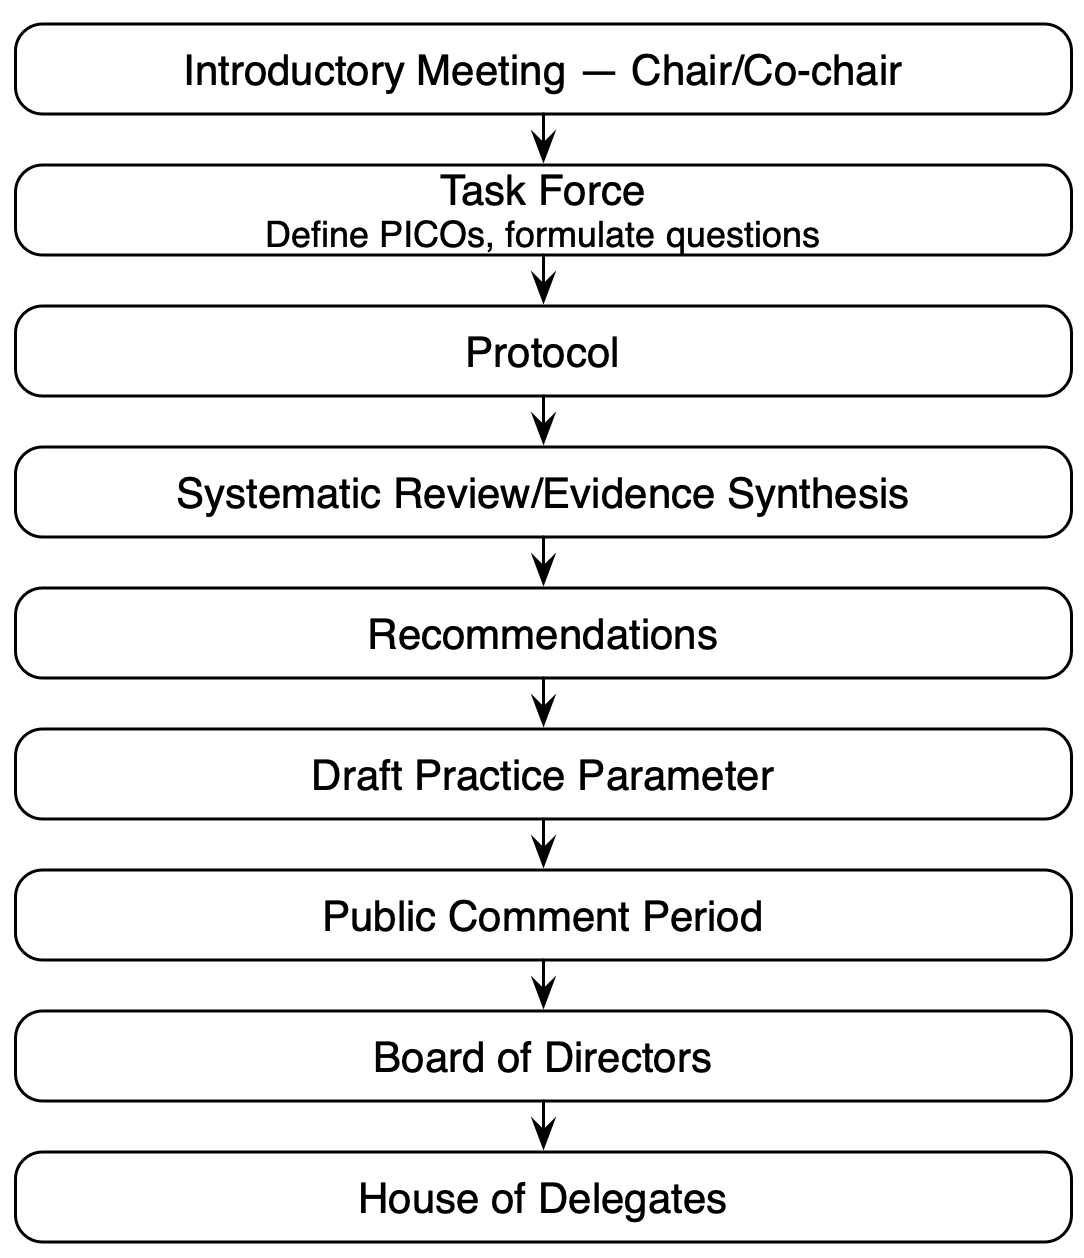 Introductory Meeting — Chair/Co-chair
Task Force
Define PICOs, formulate questions
Protocol
Systematic Review/Evidence Synthesis
Recommendations
Draft Practice Parameter
Public Comment Period
Board of Directors
House of Delegates